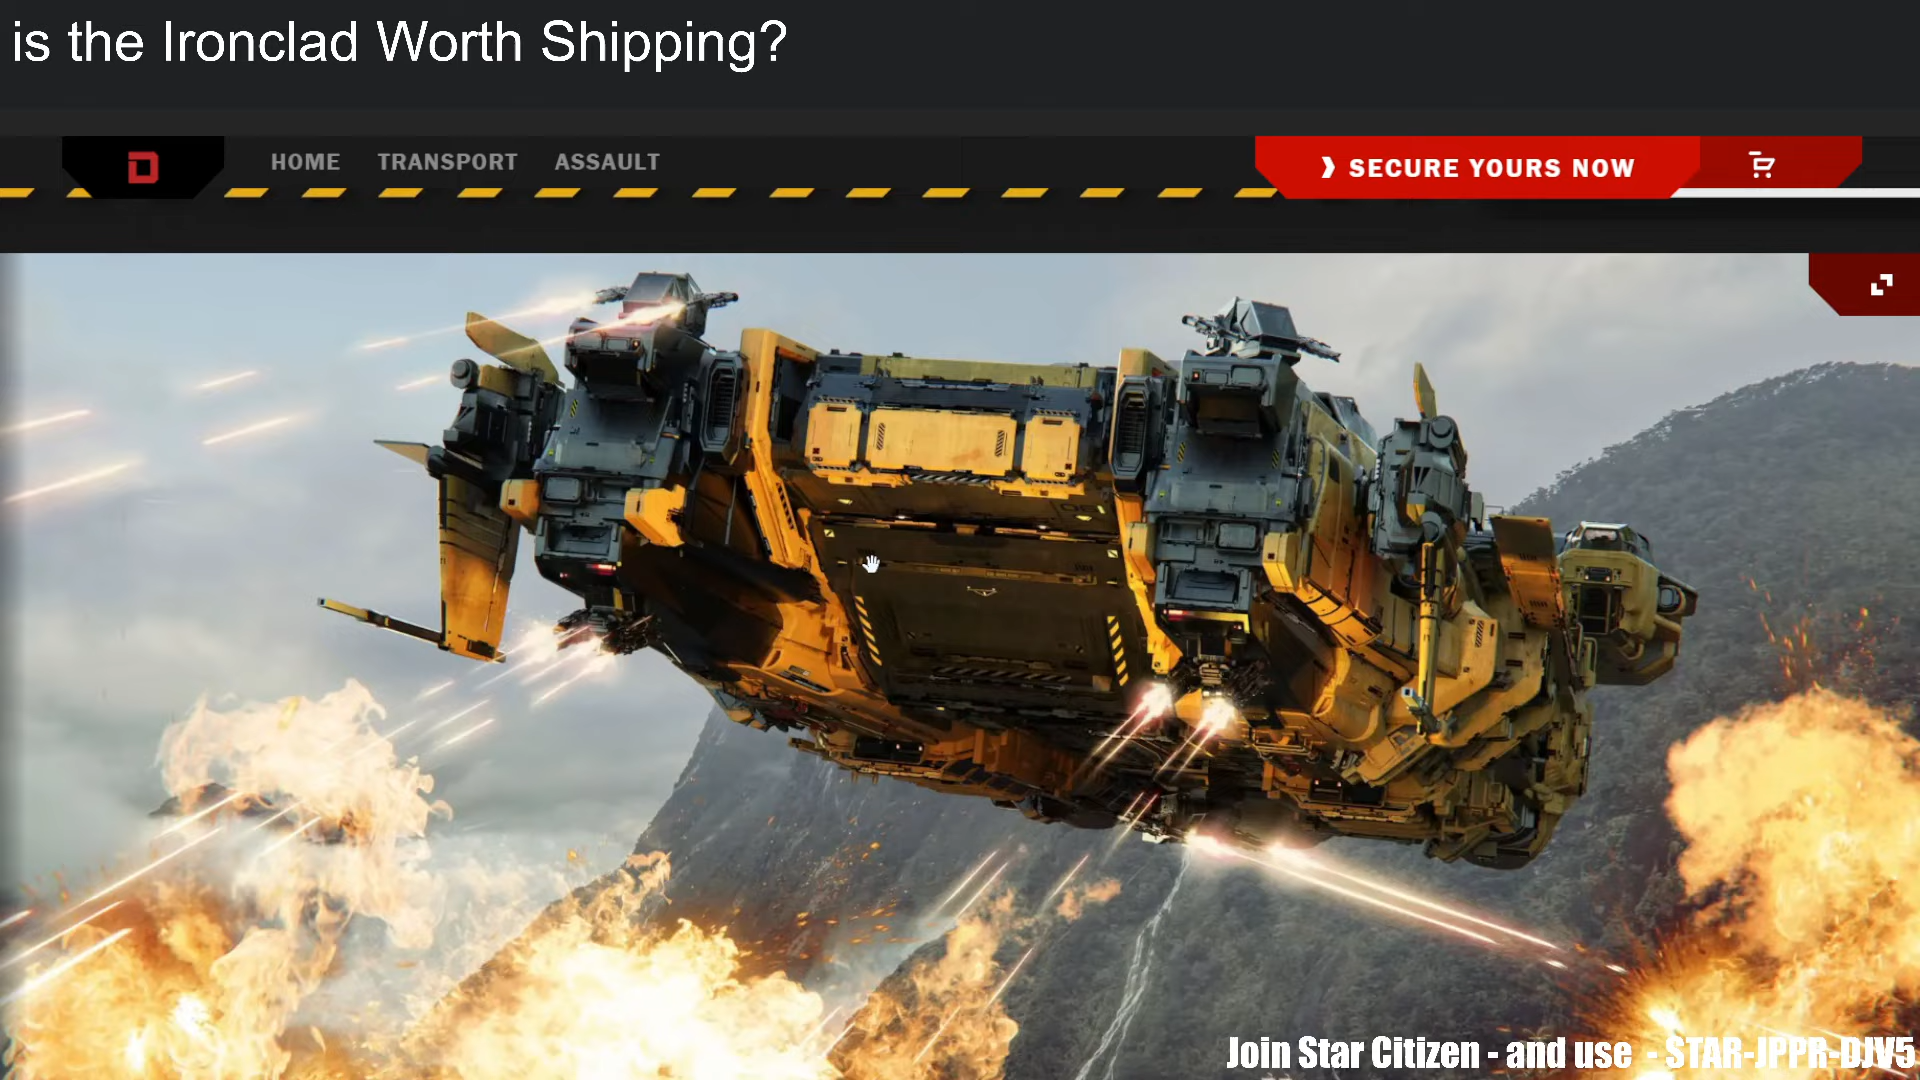 is the Ironclad Worth Shipping?
HOME TRANSPORT ASSAULT
SECURE YOURS NOW
Join Star Citizen - and use - STAR-JPPR-DJV5